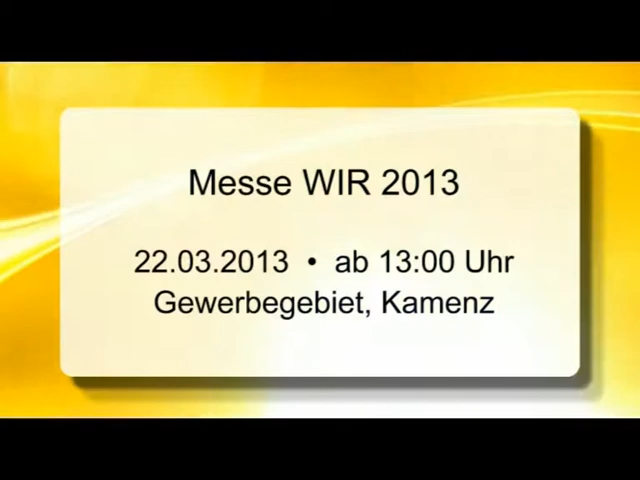 Messe WIR 2013
22.03.2013 • ab 13:00 Uhr
Gewerbegebiet, Kamenz